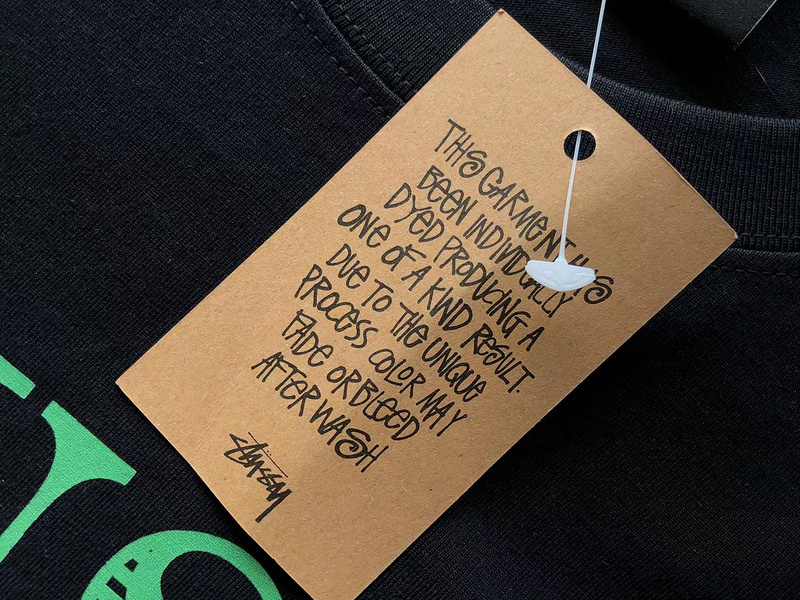 THIS GARMENT HAS
BEEN INDIVIDUALLY
DYED PRODUCING A
ONE OF A KIND RESULT.
DUE TO THE UNIQUE
PROCESS COLOR MAY
FADE OR BLEED
AFTER WASH
Stüssy